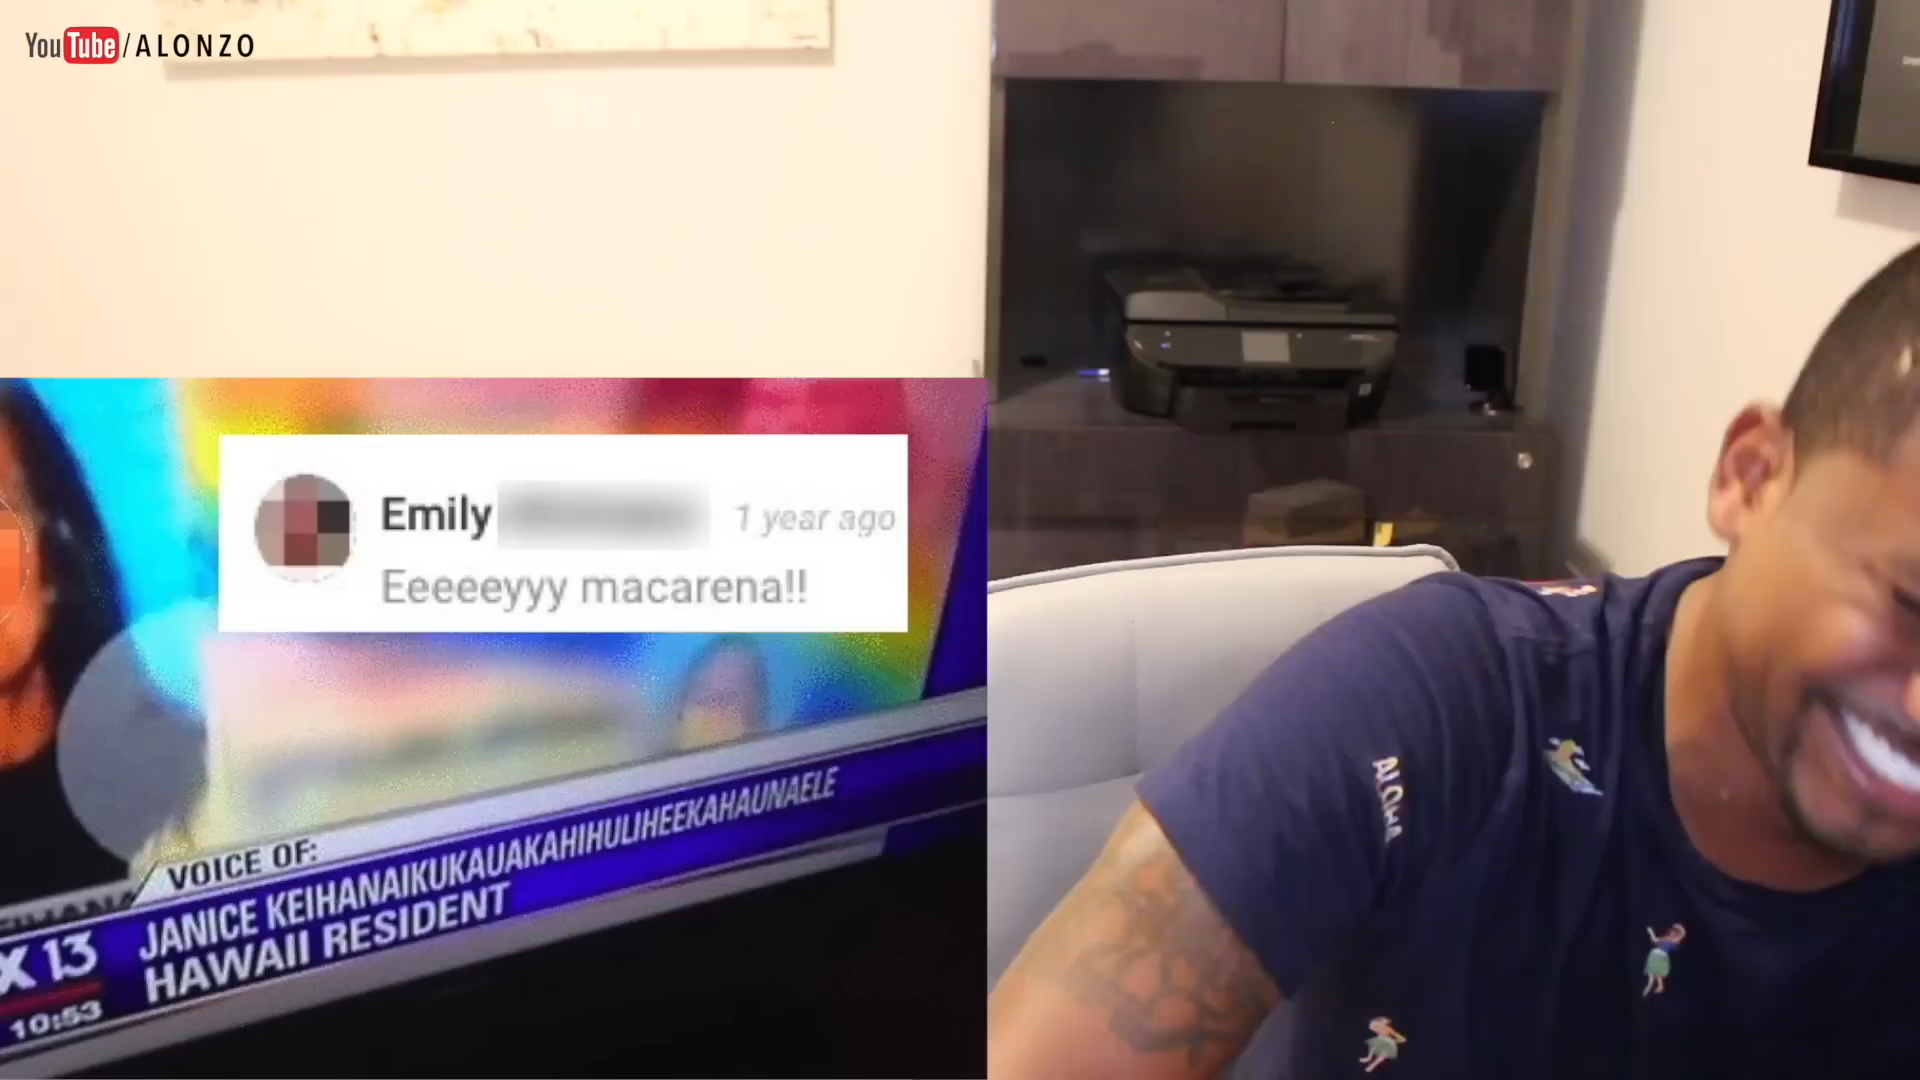 YouTube/ALONZO
Emily
1 year ago
Eeeeeyyy macarena!!
VOICE OF:
JANICE KEIHANAIKUKAUAKAHIHULIHEEKAHAUNAELE
HAWAII RESIDENT
X 13
10:53
ALOHA